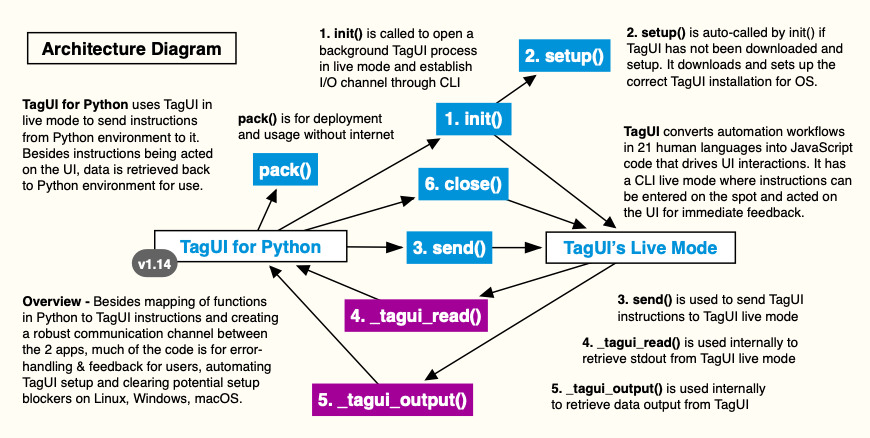 Architecture Diagram
1. init() is called to open a
background TagUI process
in live mode and establish
I/O channel through CLI
2. setup()
2. setup() is auto-called by init() if
TagUI has not been downloaded and
setup. It downloads and sets up the
correct TagUI installation for OS.
TagUI for Python uses TagUI in
live mode to send instructions
from Python environment to it.
Besides instructions being acted
on the UI, data is retrieved back
to Python environment for use.
pack() is for deployment
and usage without internet
1. init()
TagUI converts automation workflows
in 21 human languages into JavaScript
code that drives UI interactions. It has
a CLI live mode where instructions can
be entered on the spot and acted on
the UI for immediate feedback.
pack()
6. close()
TagUI for Python
v1.14
3. send()
TagUI's Live Mode
Overview - Besides mapping of functions
in Python to TagUI instructions and creating
a robust communication channel between
the 2 apps, much of the code is for error-
handling & feedback for users, automating
TagUI setup and clearing potential setup
blockers on Linux, Windows, macOS.
4. _tagui_read()
5. _tagui_output()
3. send() is used to send TagUI
instructions to TagUI live mode
4. _tagui_read() is used internally to
retrieve stdout from TagUI live mode
5. _tagui_output() is used internally
to retrieve data output from TagUI